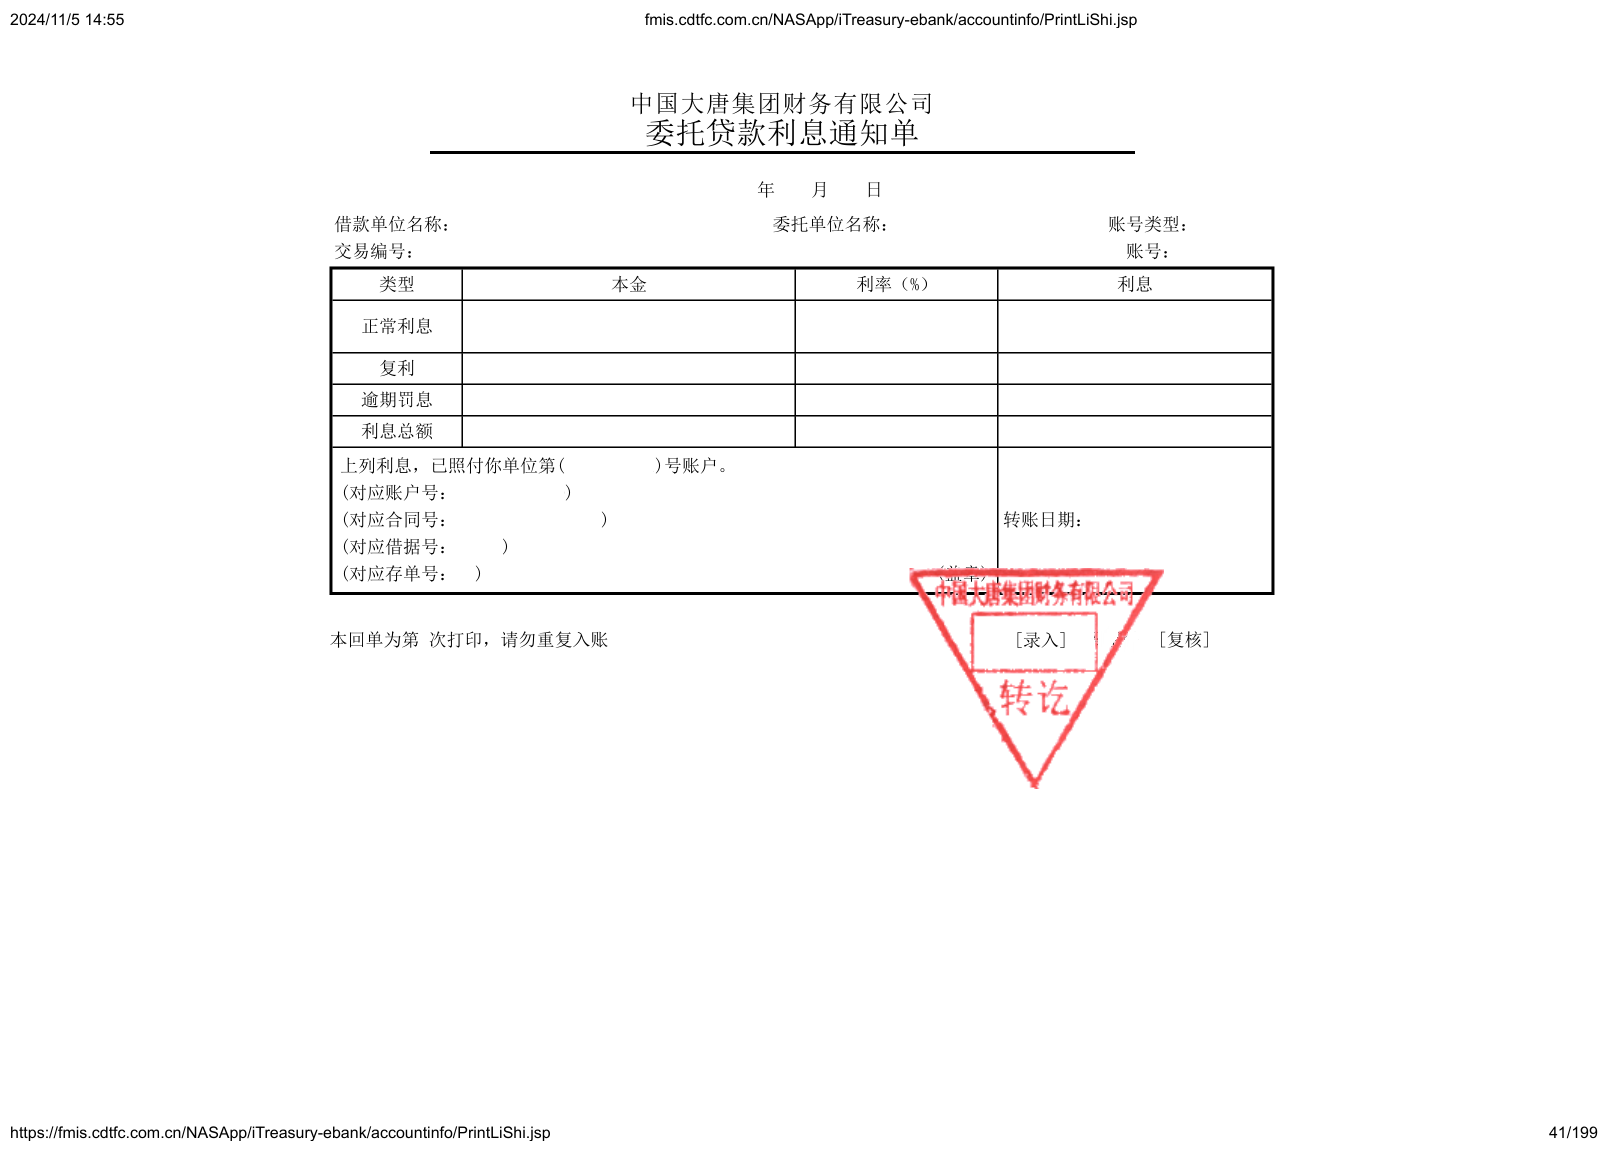 2024/11/5 14:55 fmis.cdtfc.com.cn/NASApp/iTreasury-ebank/accountinfo/PrintLiShi.jsp
中国大唐集团财务有限公司
委托贷款利息通知单
年 月 日
借款单位名称： 委托单位名称： 账号类型：
交易编号： 账号：
类型 本金 利率（%） 利息
正常利息
复利
逾期罚息
利息总额
上列利息，已照付你单位第( )号账户。
(对应账户号： )
(对应合同号： ) 转账日期：
(对应借据号： )
(对应存单号： ) (盖章)
中国大唐集团财务有限公司
本回单为第 次打印，请勿重复入账 [录入] [复核]
转讫
https://fmis.cdtfc.com.cn/NASApp/iTreasury-ebank/accountinfo/PrintLiShi.jsp 41/199